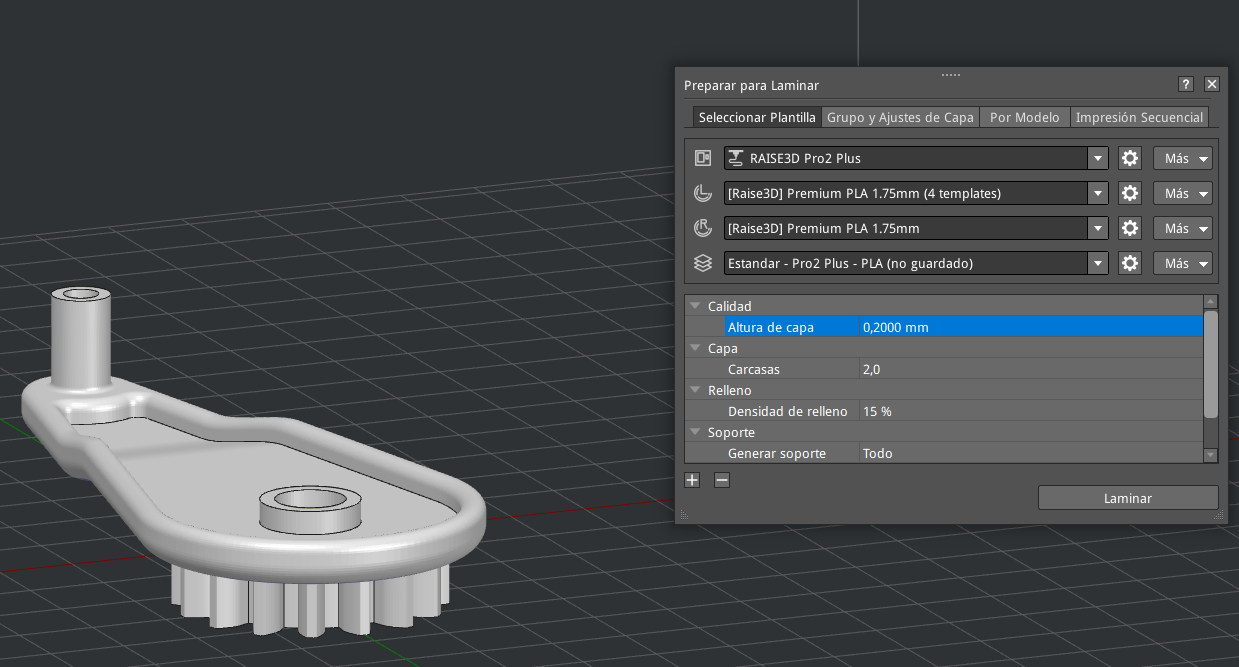 Preparar para Laminar
?
Seleccionar Plantilla Grupo y Ajustes de Capa Por Modelo Impresión Secuencial
RAISE3D Pro2 Plus Más
L [Raise3D] Premium PLA 1.75mm (4 templates) Más
R [Raise3D] Premium PLA 1.75mm Más
Estandar - Pro2 Plus - PLA (no guardado) Más
Calidad
Altura de capa 0,2000 mm
Capa
Carcasas 2,0
Relleno
Densidad de relleno 15 %
Soporte
Generar soporte Todo
Laminar